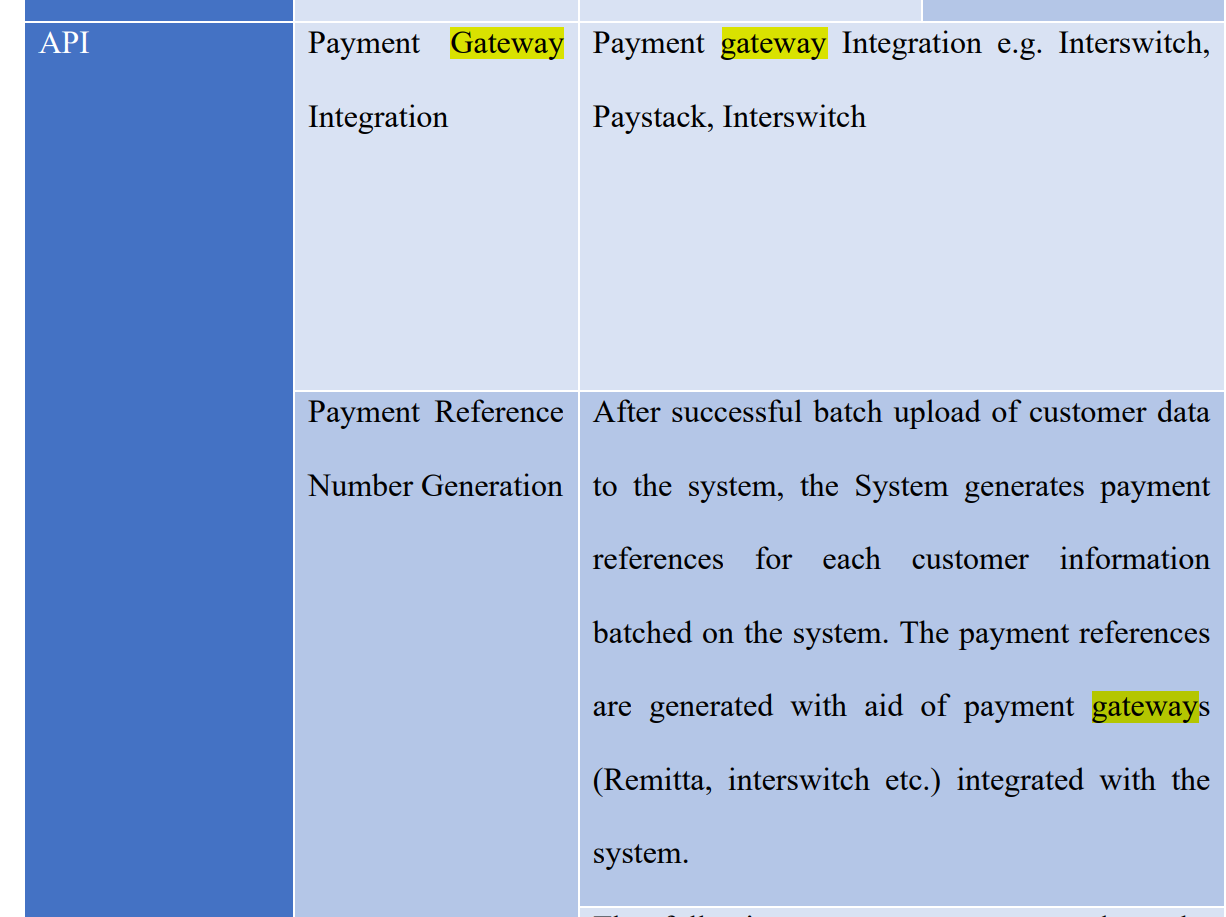 API
Payment Gateway
Integration
Payment gateway Integration e.g. Interswitch,
Paystack, Interswitch
Payment Reference
Number Generation
After successful batch upload of customer data
to the system, the System generates payment
references for each customer information
batched on the system. The payment references
are generated with aid of payment gateways
(Remitta, interswitch etc.) integrated with the
system.